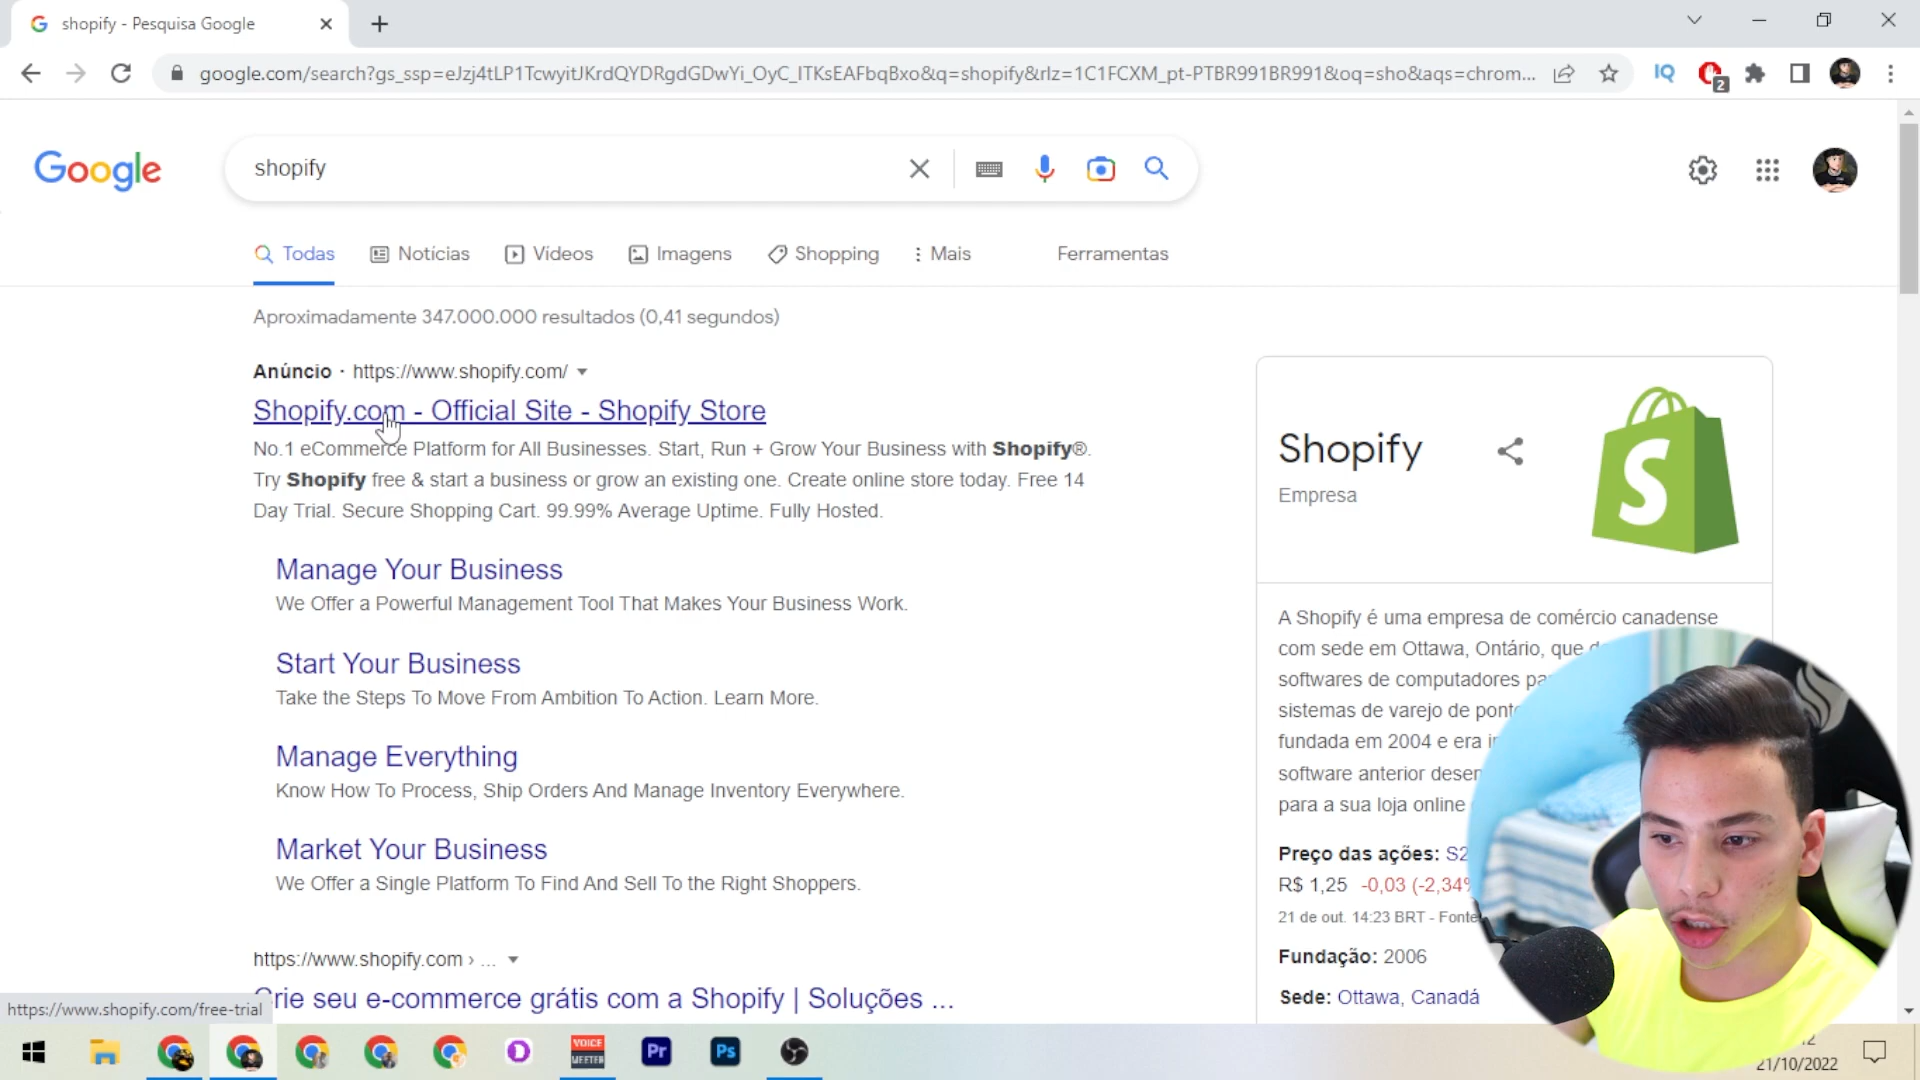 shopify - Pesquisa Google
google.com/search?gs_ssp=eJzj4tLP1TcwyitJKrdQYDRgdGDwYi_OyC_ITKsEAFbqBxo&q=shopify&rlz=1C1FCXM_pt-PTBR991BR991&oq=sho&aqs=chrom...
2
Google
shopify
Todas
Notícias
Vídeos
Imagens
Shopping
Mais
Ferramentas
Aproximadamente 347.000.000 resultados (0,41 segundos)
Anúncio · https://www.shopify.com/
Shopify.com - Official Site - Shopify Store
No.1 eCommerce Platform for All Businesses. Start, Run + Grow Your Business with Shopify®.
Try Shopify free & start a business or grow an existing one. Create online store today. Free 14
Day Trial. Secure Shopping Cart. 99.99% Average Uptime. Fully Hosted.
Manage Your Business
We Offer a Powerful Management Tool That Makes Your Business Work.
Start Your Business
Take the Steps To Move From Ambition To Action. Learn More.
Manage Everything
Know How To Process, Ship Orders And Manage Inventory Everywhere.
Market Your Business
We Offer a Single Platform To Find And Sell To the Right Shoppers.
https://www.shopify.com › ...
Crie seu e-commerce grátis com a Shopify | Soluções ...
Shopify
Empresa
S
A Shopify é uma empresa de comércio canadense
com sede em Ottawa, Ontário, que
softwares de computadores
sistemas de varejo de
fundada em 2004 e era
software anterior
para a sua loja online
Preço das ações:
R$ 1,25 -0,03 (-2,34%
21 de out. 14:23 BRT -
Fundação: 2006
Sede: Ottawa, Canadá
https://www.shopify.com/free-trial
VOICE
MEETER
Pr
Ps
21/10/2022